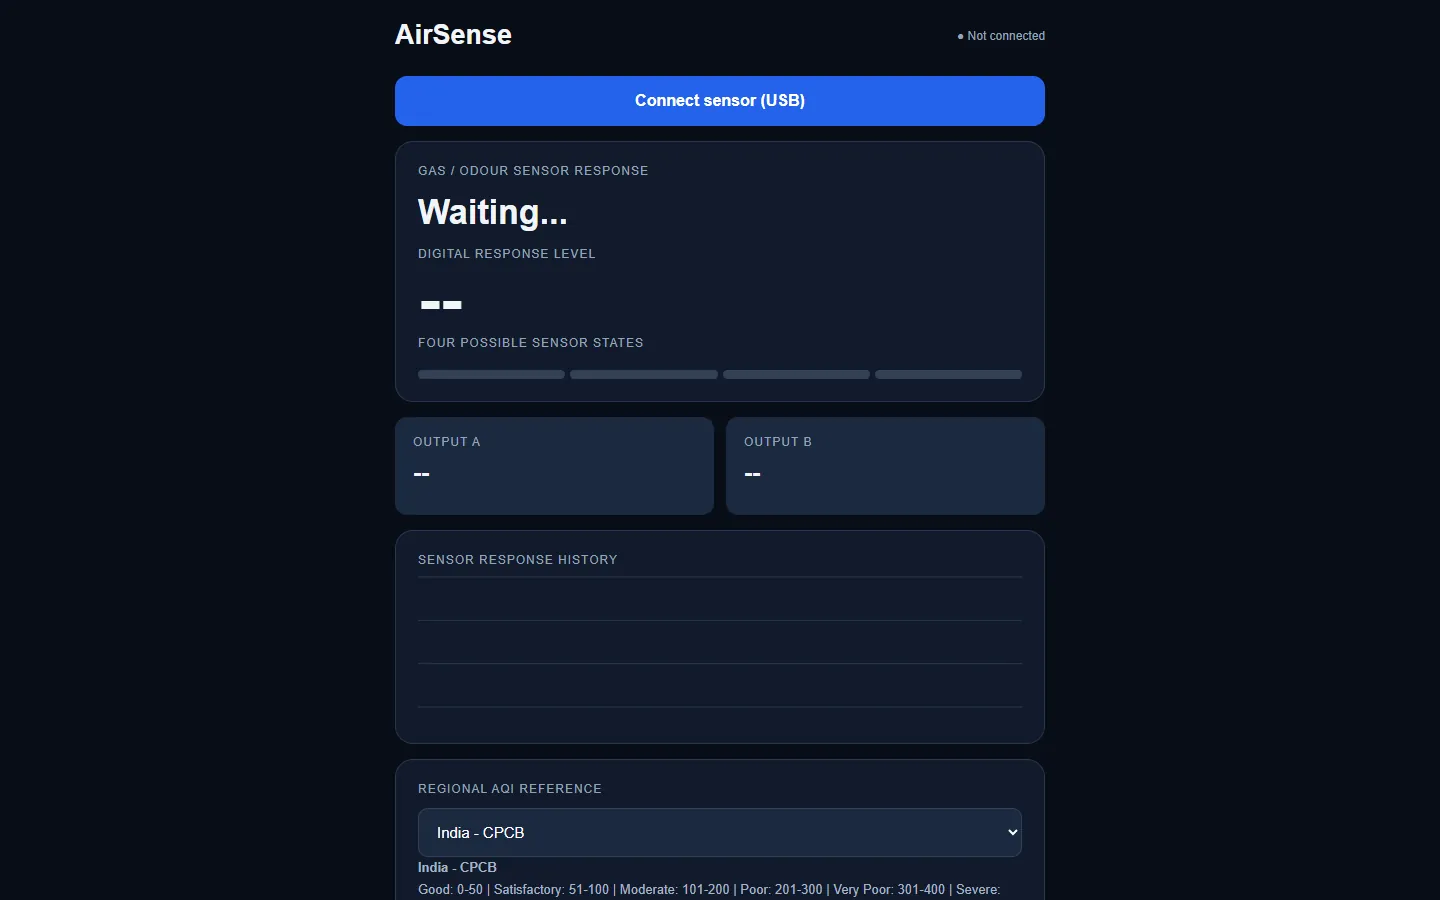 AirSense
● Not connected
Connect sensor (USB)
GAS / ODOUR SENSOR RESPONSE
Waiting...
DIGITAL RESPONSE LEVEL
--
FOUR POSSIBLE SENSOR STATES
OUTPUT A
--
OUTPUT B
--
SENSOR RESPONSE HISTORY
REGIONAL AQI REFERENCE
India - CPCB
India - CPCB
Good: 0-50 | Satisfactory: 51-100 | Moderate: 101-200 | Poor: 201-300 | Very Poor: 301-400 | Severe: